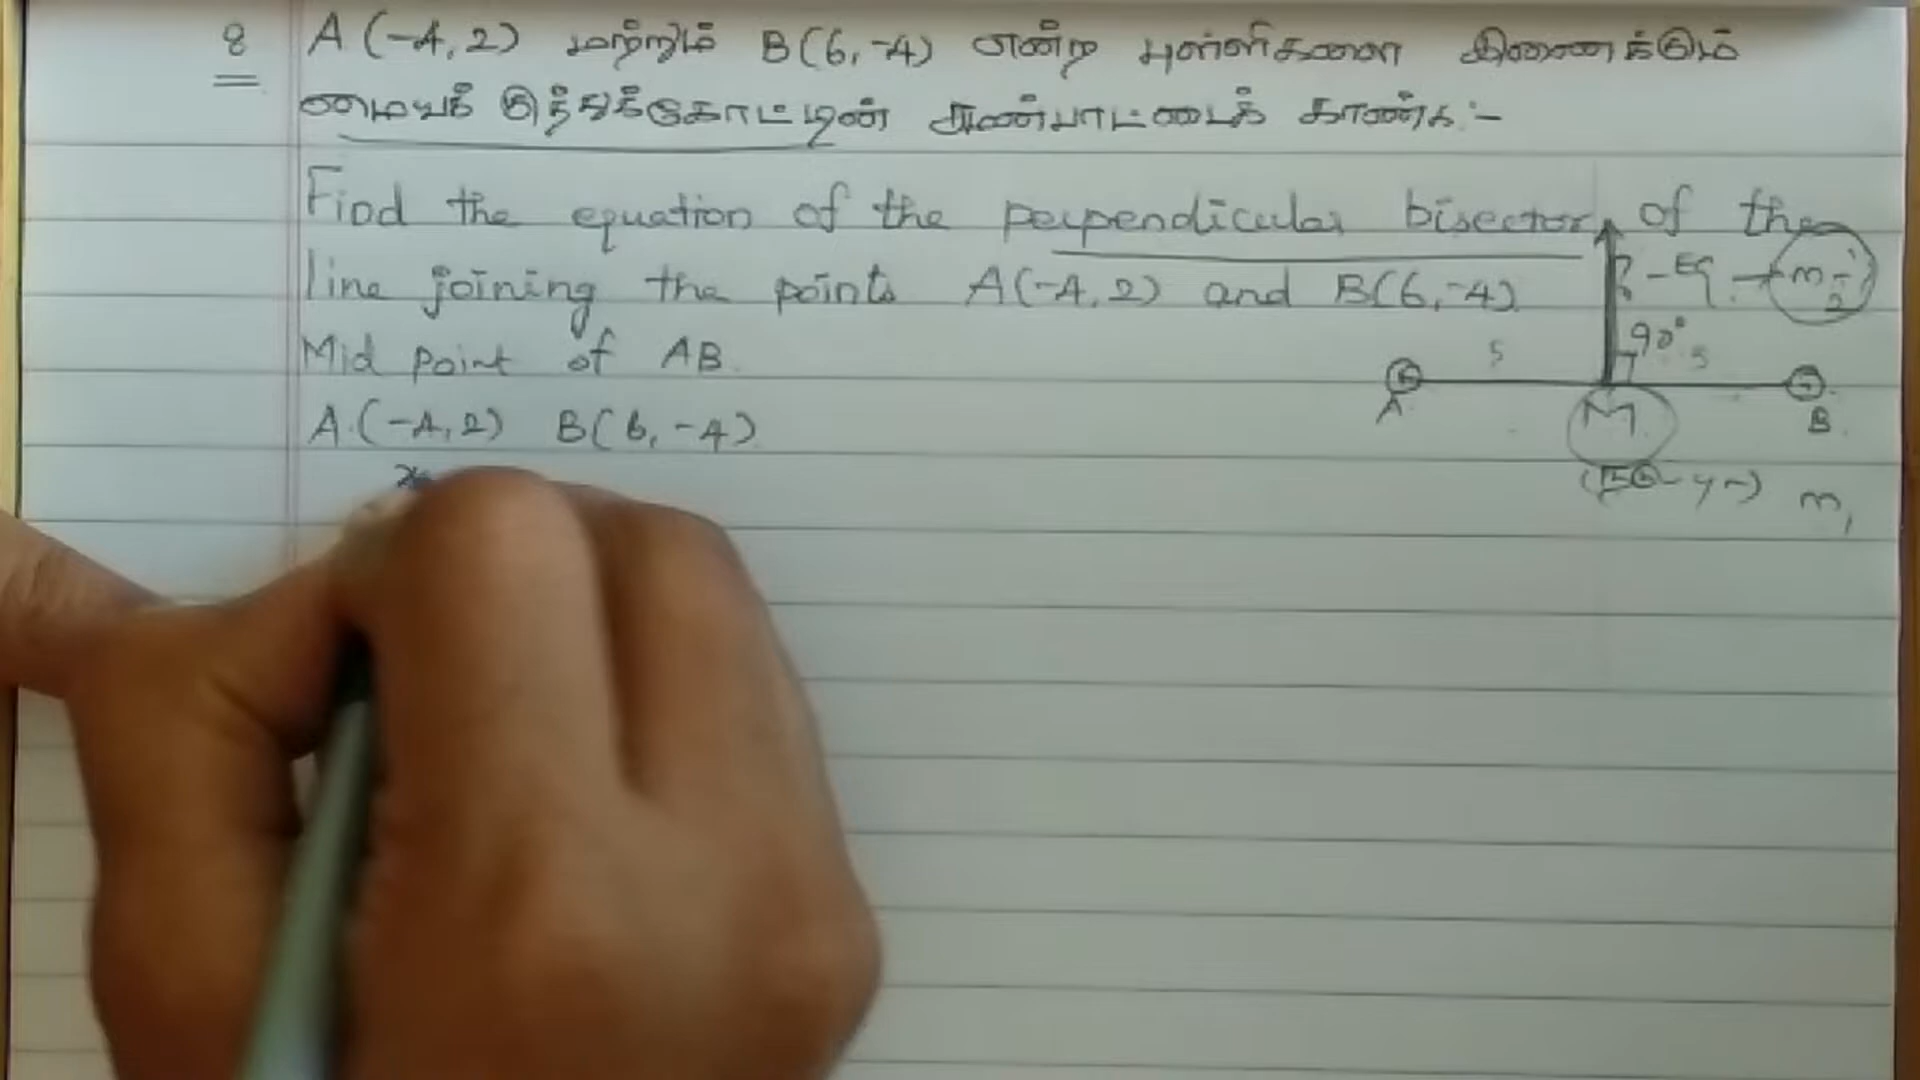 8 A(-4,2) மற்றும் B(6,-4) என்ற புள்ளிகளை இணைக்கும்
மையக் குத்துக்கோட்டின் சமன்பாட்டைக் காண்க:-
Find the equation of the perpendicular bisector of the
line joining the points A(-4,2) and B(6,-4)
Mid point of AB.
A(-4,2) B(6,-4)
x
90°
5 5
A M B
m₁